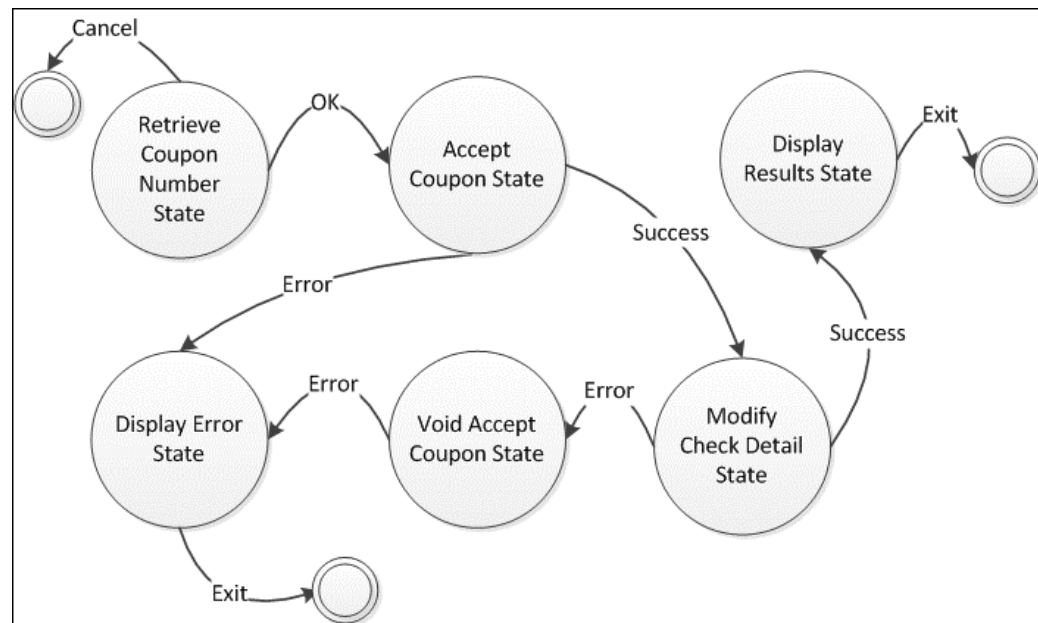 Cancel
Retrieve
Coupon
Number
State
OK
Accept
Coupon State
Display
Results State
Exit
Success
Error
Success
Display Error
State
Error
Void Accept
Coupon State
Error
Modify
Check Detail
State
Exit